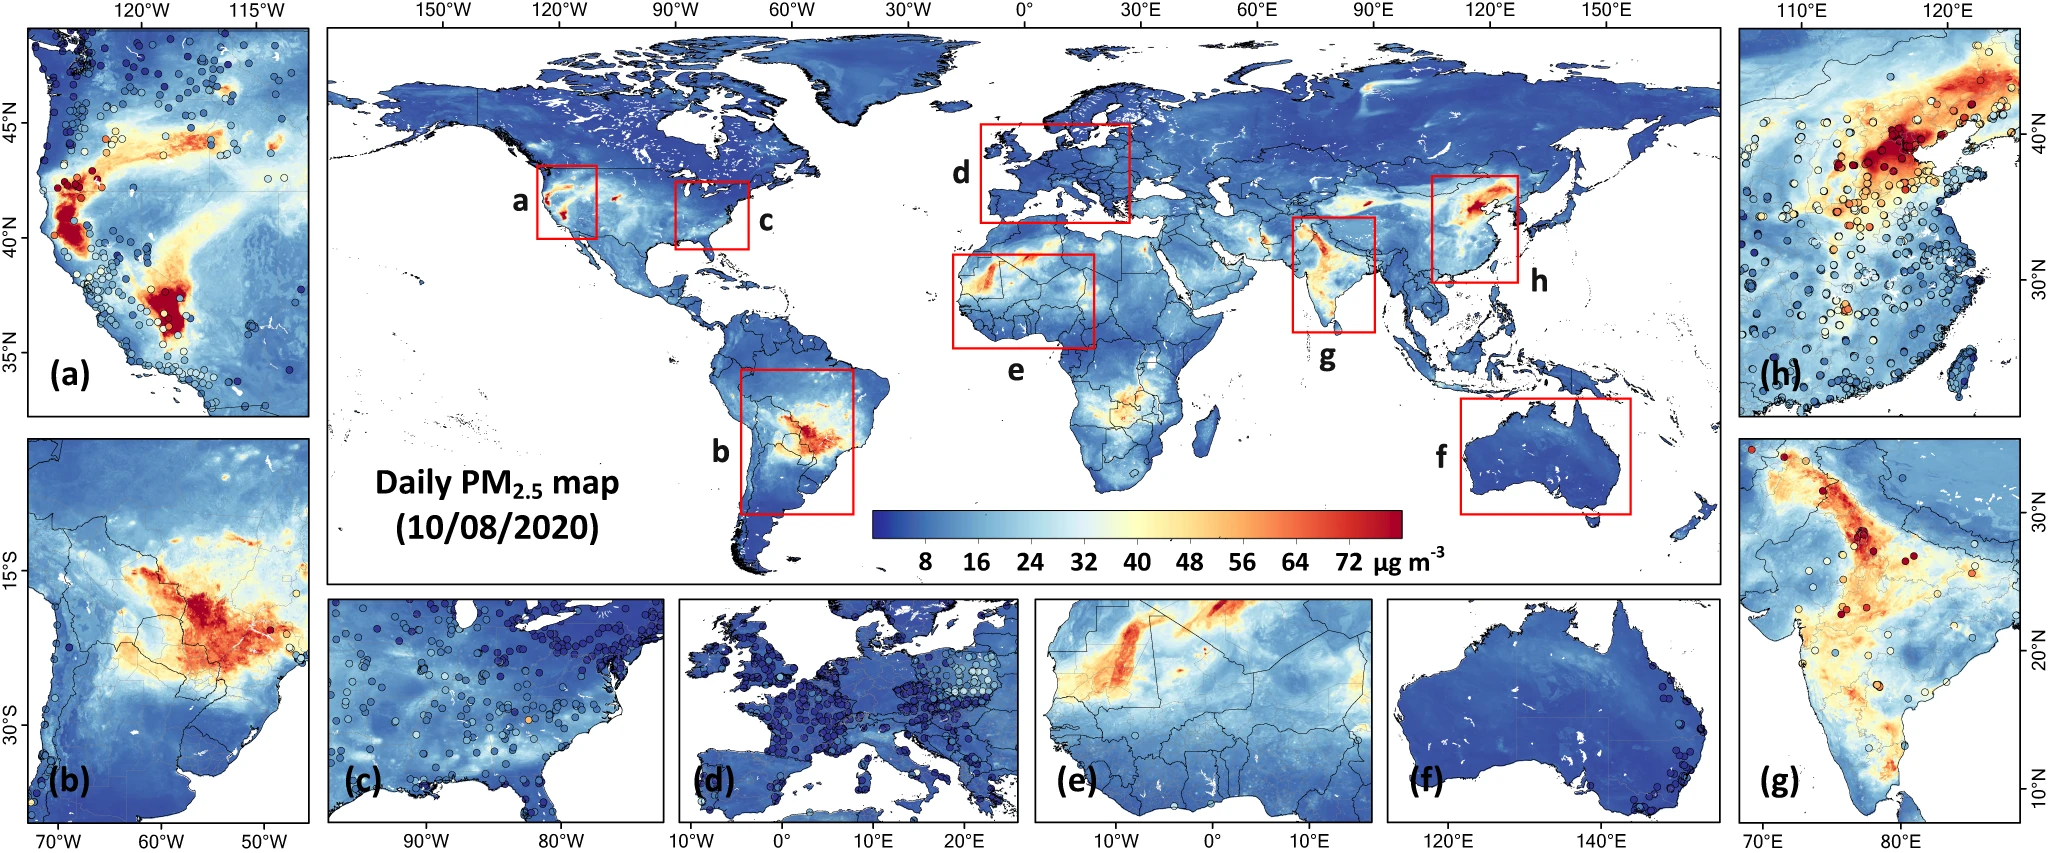 120°W 115°W
150°W 120°W 90°W 60°W 30°W 0° 30°E 60°E 90°E 120°E 150°E
110°E 120°E
45°N
40°N
35°N
(a)
a
b
c
d
e
f
g
h
Daily PM2.5 map
(10/08/2020)
8 16 24 32 40 48 56 64 72 µg m-3
40°N
30°N
(h)
15°S
30°S
(b)
70°W 60°W 50°W
(c)
90°W 80°W
(d)
10°W 0° 10°E 20°E
(e)
10°W 0° 10°E
(f)
120°E 140°E
30°N
20°N
10°N
(g)
70°E 80°E